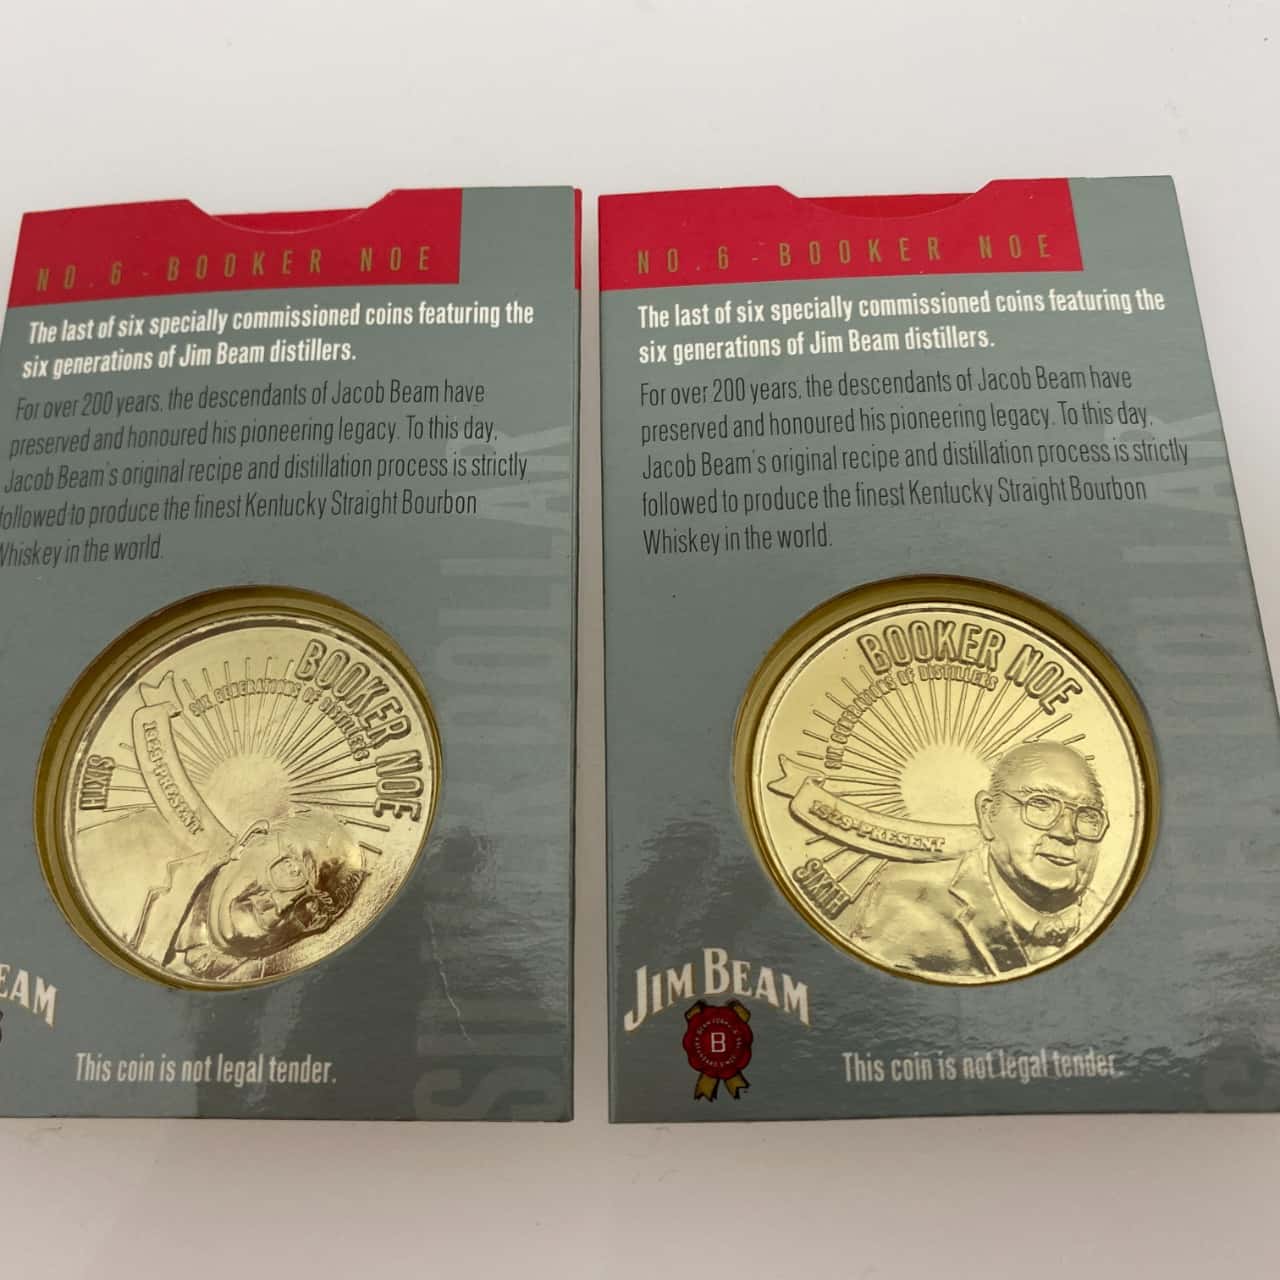 NO.6 - BOOKER NOE
The last of six specially commissioned coins featuring the
six generations of Jim Beam distillers.
For over 200 years, the descendants of Jacob Beam have
preserved and honoured his pioneering legacy. To this day,
Jacob Beam's original recipe and distillation process is strictly
followed to produce the finest Kentucky Straight Bourbon
Whiskey in the world.
BOOKER NOE
SIX GENERATIONS OF DISTILLERS
1929-PRESENT
SIXTH
EAM
This coin is not legal tender.
NO.6 - BOOKER NOE
The last of six specially commissioned coins featuring the
six generations of Jim Beam distillers.
For over 200 years, the descendants of Jacob Beam have
preserved and honoured his pioneering legacy. To this day,
Jacob Beam's original recipe and distillation process is strictly
followed to produce the finest Kentucky Straight Bourbon
Whiskey in the world.
BOOKER NOE
SIX GENERATIONS OF DISTILLERS
1929-PRESENT
SIXTH
JIM BEAM
B
This coin is not legal tender.